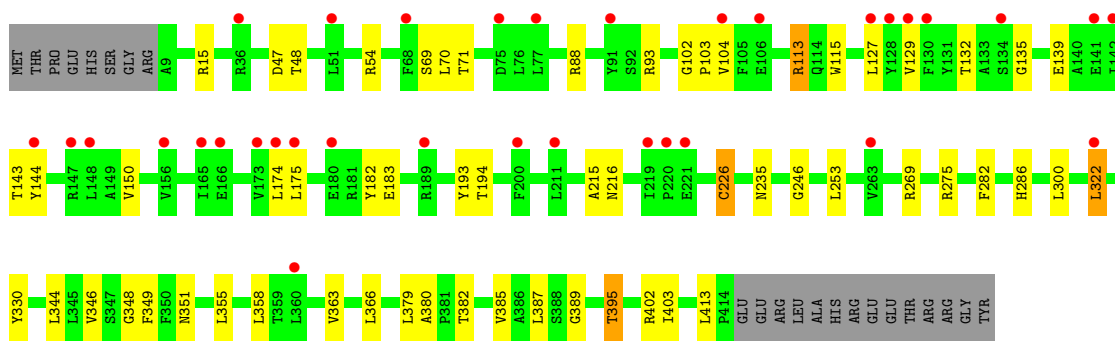 MET THR PRO GLU HIS SER GLY ARG A9 R15 R36 D47 T48 L51 R54 F68 S69 L70 T71 D75 L76 L77 R88 Y91 S92 R93 G102 P103 V104 F105 E106 R113 Q114 W115 L127 Y128 V129 F130 Y131 T132 A133 S134 G135 E139 A140 E141
T143 Y144 R147 L148 A149 V150 V156 I165 E166 V173 L174 L175 E180 R181 Y182 E183 R189 Y193 T194 F200 L211 A215 N216 I219 P220 E221 C226 N235 G246 L253 V263 R269 R275 F282 H286 L300 L322
Y330 L344 L345 V346 S347 G348 F349 F350 N351 L355 L358 T359 L360 V363 L366 L379 A380 P381 T382 V385 A386 L387 S388 G389 T395 R402 I403 L413 P414 GLU GLU ARG LEU ALA HIS ARG GLU GLU THR ARG ARG GLY TYR